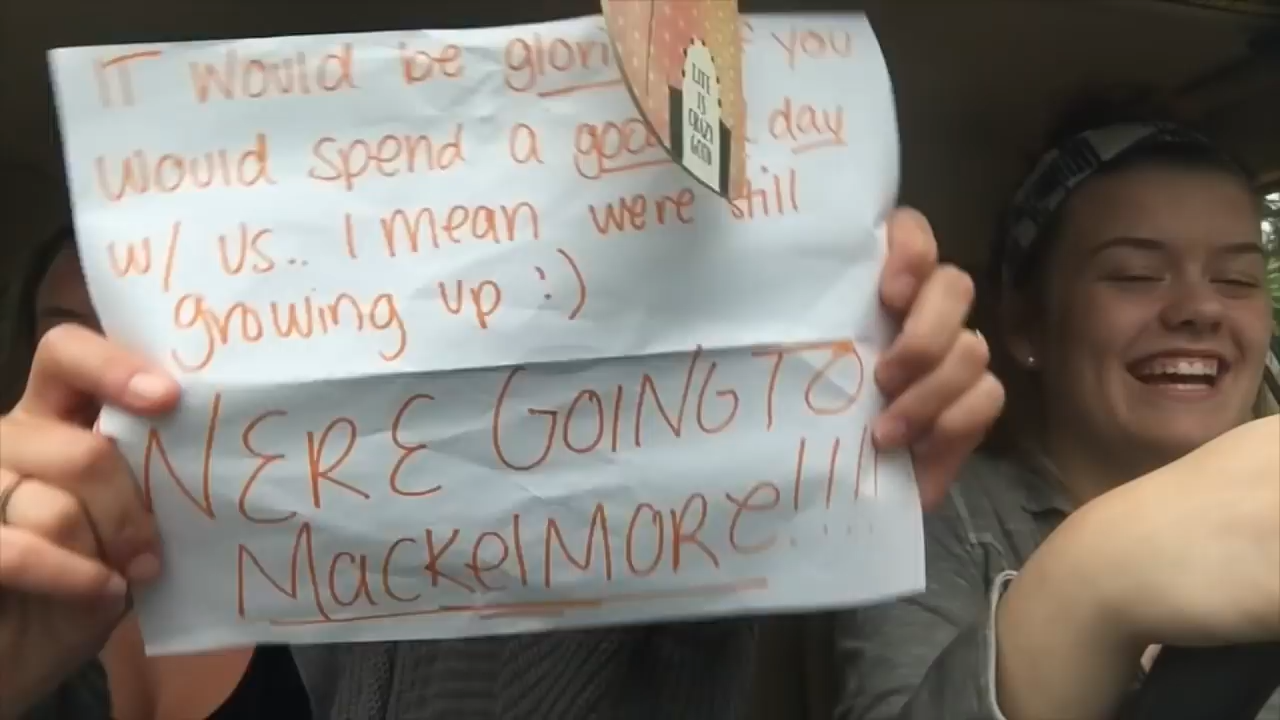 IT would be glori f you
would spend a good day
w/ us.. I mean were still
growing up :)
WERE GOING TO
MackelMORe!!!!
LIFE
IS
CRAZY
GOOD